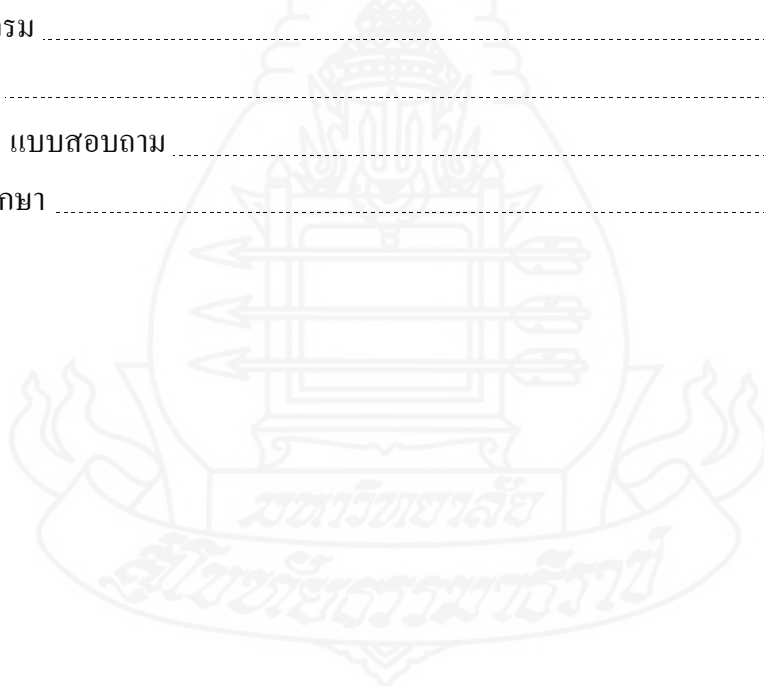 รรม
แบบสอบถาม
กษา
มหาวิทยาลัย
สุโขทัยธรรมาธิราช